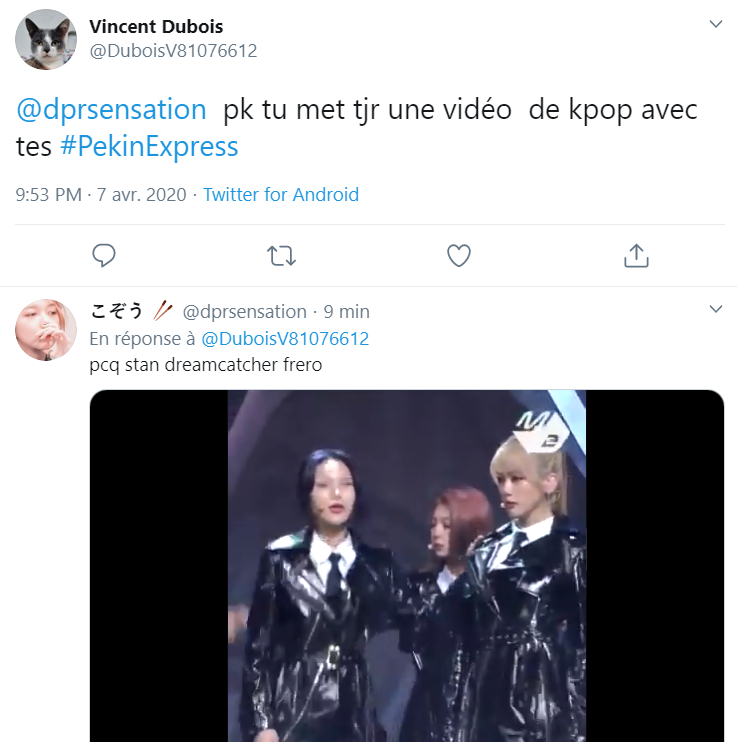 Vincent Dubois
@DuboisV81076612
@dprsensation pk tu met tjr une vidéo de kpop avec
tes #PekinExpress
9:53 PM · 7 avr. 2020 · Twitter for Android
こぞう 🥢 @dprsensation · 9 min
En réponse à @DuboisV81076612
pcq stan dreamcatcher frero
M2